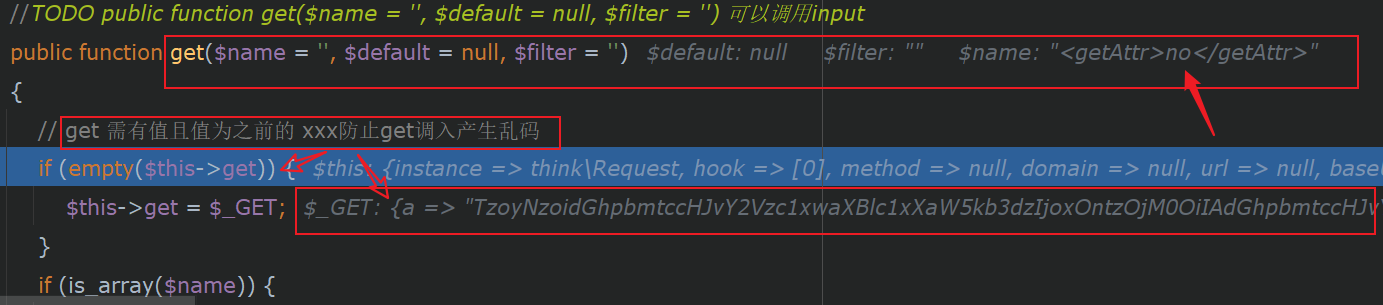 //TODO public function get($name = '', $default = null, $filter = '') 可以调用input
public function get($name = '', $default = null, $filter = '') $default: null $filter: "" $name: "<getAttr>no</getAttr>"
{
// get 需有值且值为之前的 xxx防止get调入产生乱码
if (empty($this->get)) { $this: {instance => think\Request, hook => [0], method => null, domain => null, url => null, base
$this->get = $_GET; $_GET: {a => "TzoyNzoidGhpbmtccHJvY2Vzc1xwaXBlc1xXaW5kb3dzIjoxOntzOjM0OiIAdGhpbmtccHJvY
}
if (is_array($name)) {